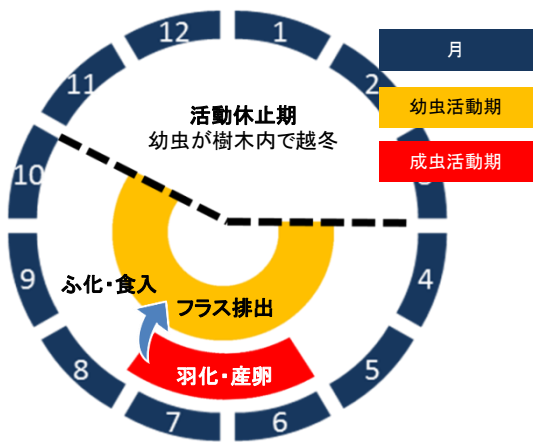 12
1
11
2
10
3
9
4
8
5
7
6
月
幼虫活動期
成虫活動期
活動休止期
幼虫が樹木内で越冬
ふ化・食入
フラス排出
羽化・産卵